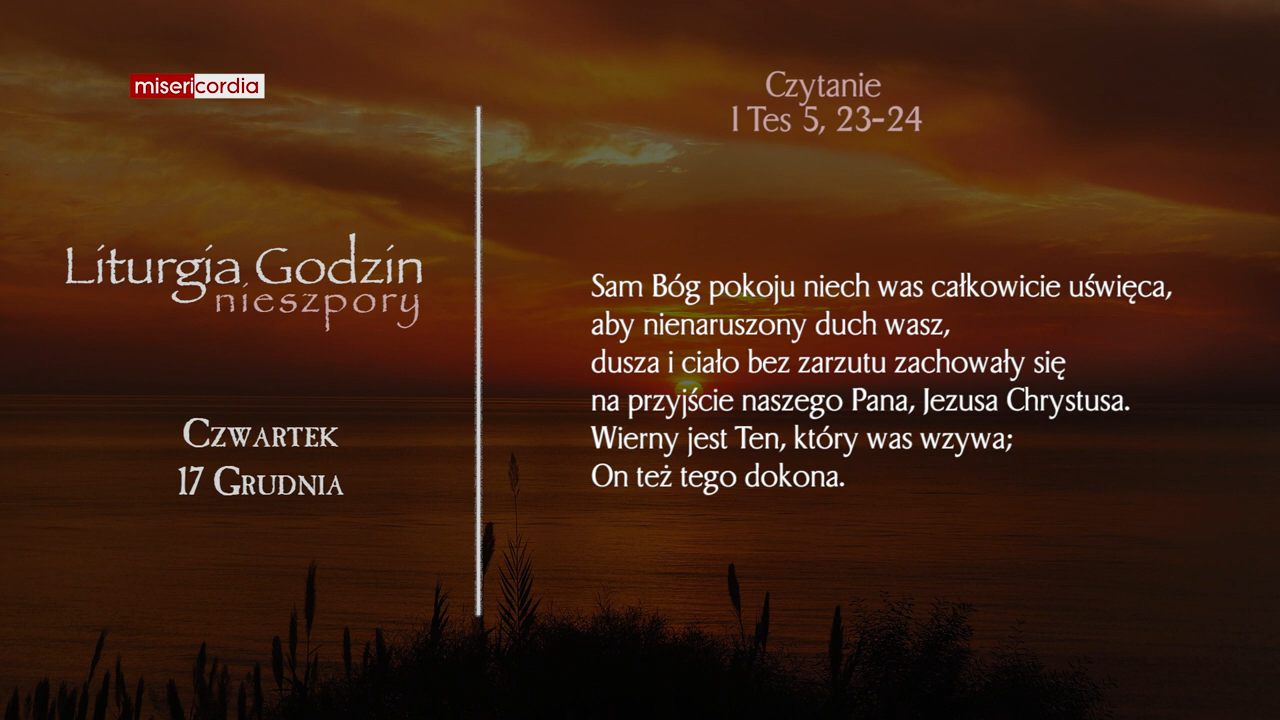 misericordia
Liturgia Godzin
nieszpory
Czwartek
17 Grudnia
Czytanie
1 Tes 5, 23-24
Sam Bóg pokoju niech was całkowicie uświęca,
aby nienaruszony duch wasz,
dusza i ciało bez zarzutu zachowały się
na przyjście naszego Pana, Jezusa Chrystusa.
Wierny jest Ten, który was wzywa;
On też tego dokona.